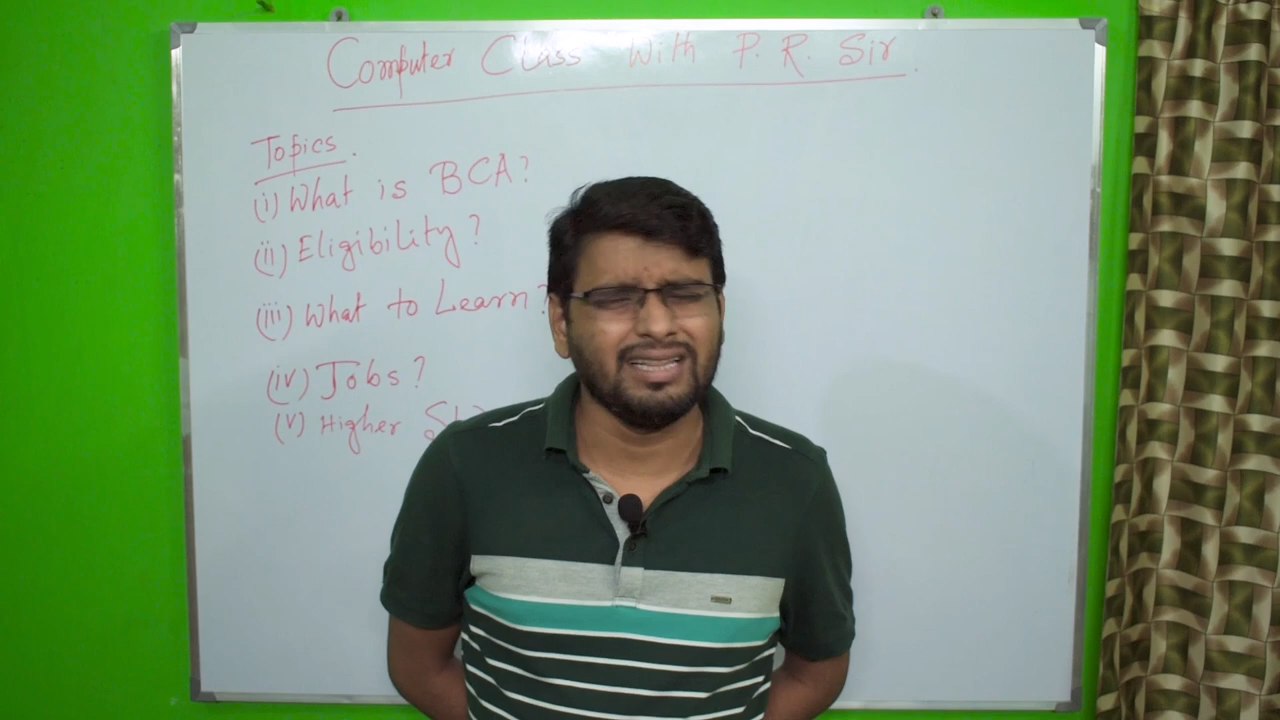 Computer Class With P. R. Sir.
Topics.
(i) What is BCA?
(ii) Eligibility?
(iii) What to Learn?
(iv) Jobs?
(v) Higher